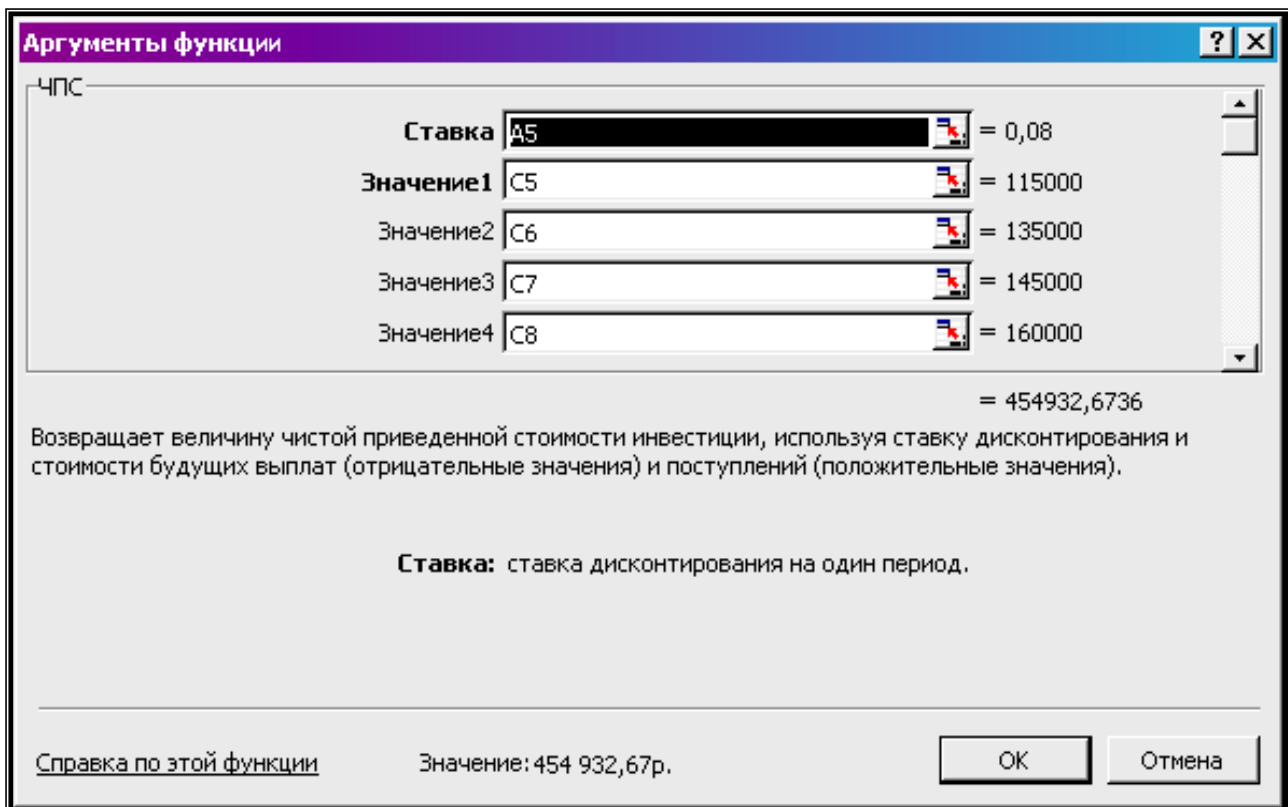 Аргументы функции
ЧПС
Ставка A5 = 0,08
Значение1 C5 = 115000
Значение2 C6 = 135000
Значение3 C7 = 145000
Значение4 C8 = 160000
= 454932,6736
Возвращает величину чистой приведенной стоимости инвестиции, используя ставку дисконтирования и
стоимости будущих выплат (отрицательные значения) и поступлений (положительные значения).
Ставка: ставка дисконтирования на один период.
Справка по этой функции Значение: 454 932,67р. ОК Отмена